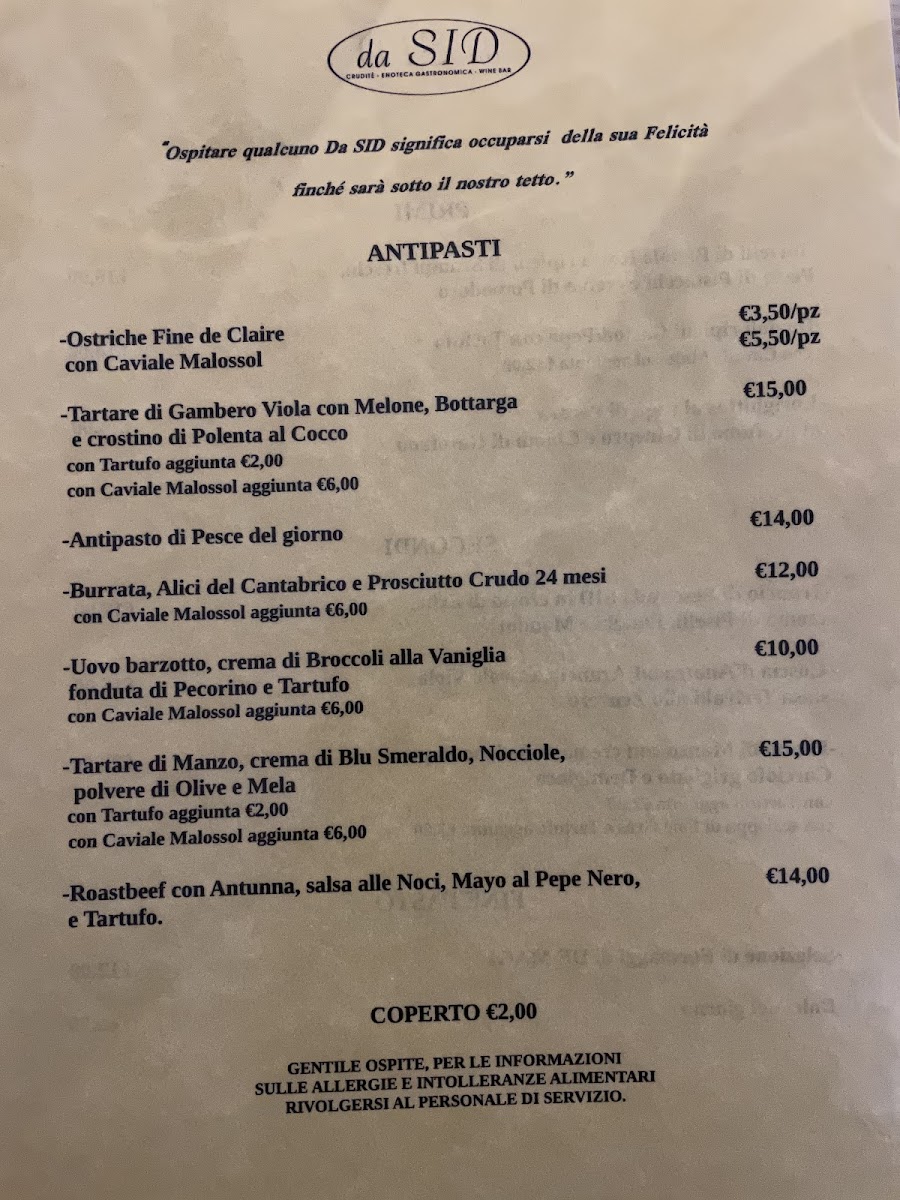 da SID
CRUDITÈ - ENOTECA GASTRONOMICA - WINE BAR
"Ospitare qualcuno Da SID significa occuparsi della sua Felicità
finché sarà sotto il nostro tetto."
ANTIPASTI
-Ostriche Fine de Claire €3,50/pz
con Caviale Malossol €5,50/pz
-Tartare di Gambero Viola con Melone, Bottarga €15,00
e crostino di Polenta al Cocco
con Tartufo aggiunta €2,00
con Caviale Malossol aggiunta €6,00
-Antipasto di Pesce del giorno €14,00
-Burrata, Alici del Cantabrico e Prosciutto Crudo 24 mesi €12,00
con Caviale Malossol aggiunta €6,00
-Uovo barzotto, crema di Broccoli alla Vaniglia €10,00
fonduta di Pecorino e Tartufo
con Caviale Malossol aggiunta €6,00
-Tartare di Manzo, crema di Blu Smeraldo, Nocciole, €15,00
polvere di Olive e Mela
con Tartufo aggiunta €2,00
con Caviale Malossol aggiunta €6,00
-Roastbeef con Antunna, salsa alle Noci, Mayo al Pepe Nero, €14,00
e Tartufo.
COPERTO €2,00
GENTILE OSPITE, PER LE INFORMAZIONI
SULLE ALLERGIE E INTOLLERANZE ALIMENTARI
RIVOLGERSI AL PERSONALE DI SERVIZIO.